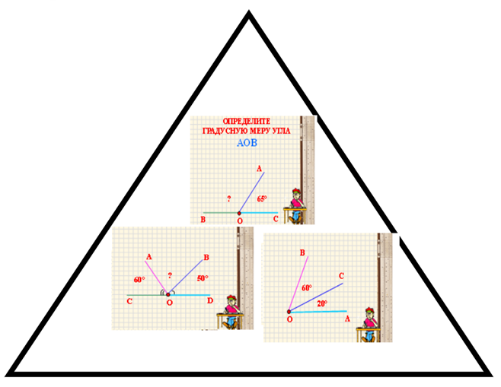 ОПРЕДЕЛИТЕ
ГРАДУСНУЮ МЕРУ УГЛА
АОВ
А
? 65°
В О С
А В
60° ? 50°
С О D
В
С
60°
20°
О А